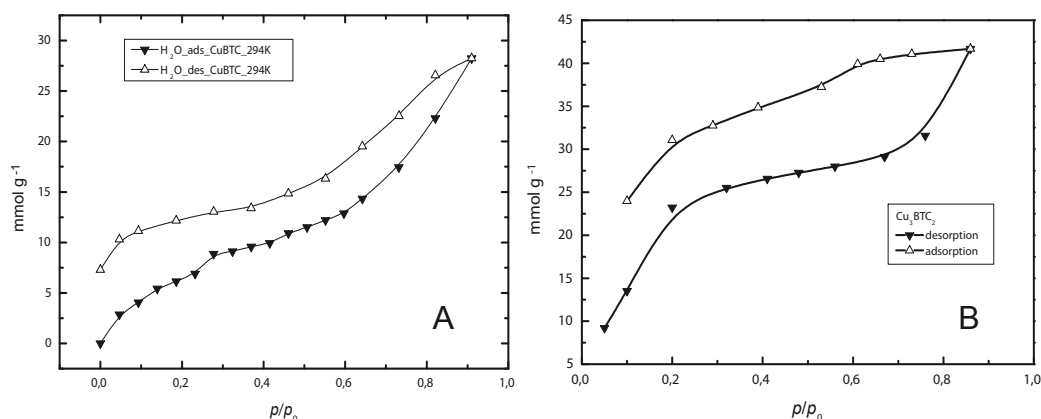 30
25
20
15
10
5
0
mmol g⁻¹
H₂O_ads_CuBTC_294K
H₂O_des_CuBTC_294K
A
0,0 0,2 0,4 0,6 0,8 1,0
p/p₀
45
40
35
30
25
20
15
10
5
mmol g⁻¹
Cu₃BTC₂
desorption
adsorption
B
0,0 0,2 0,4 0,6 0,8 1,0
p/p₀